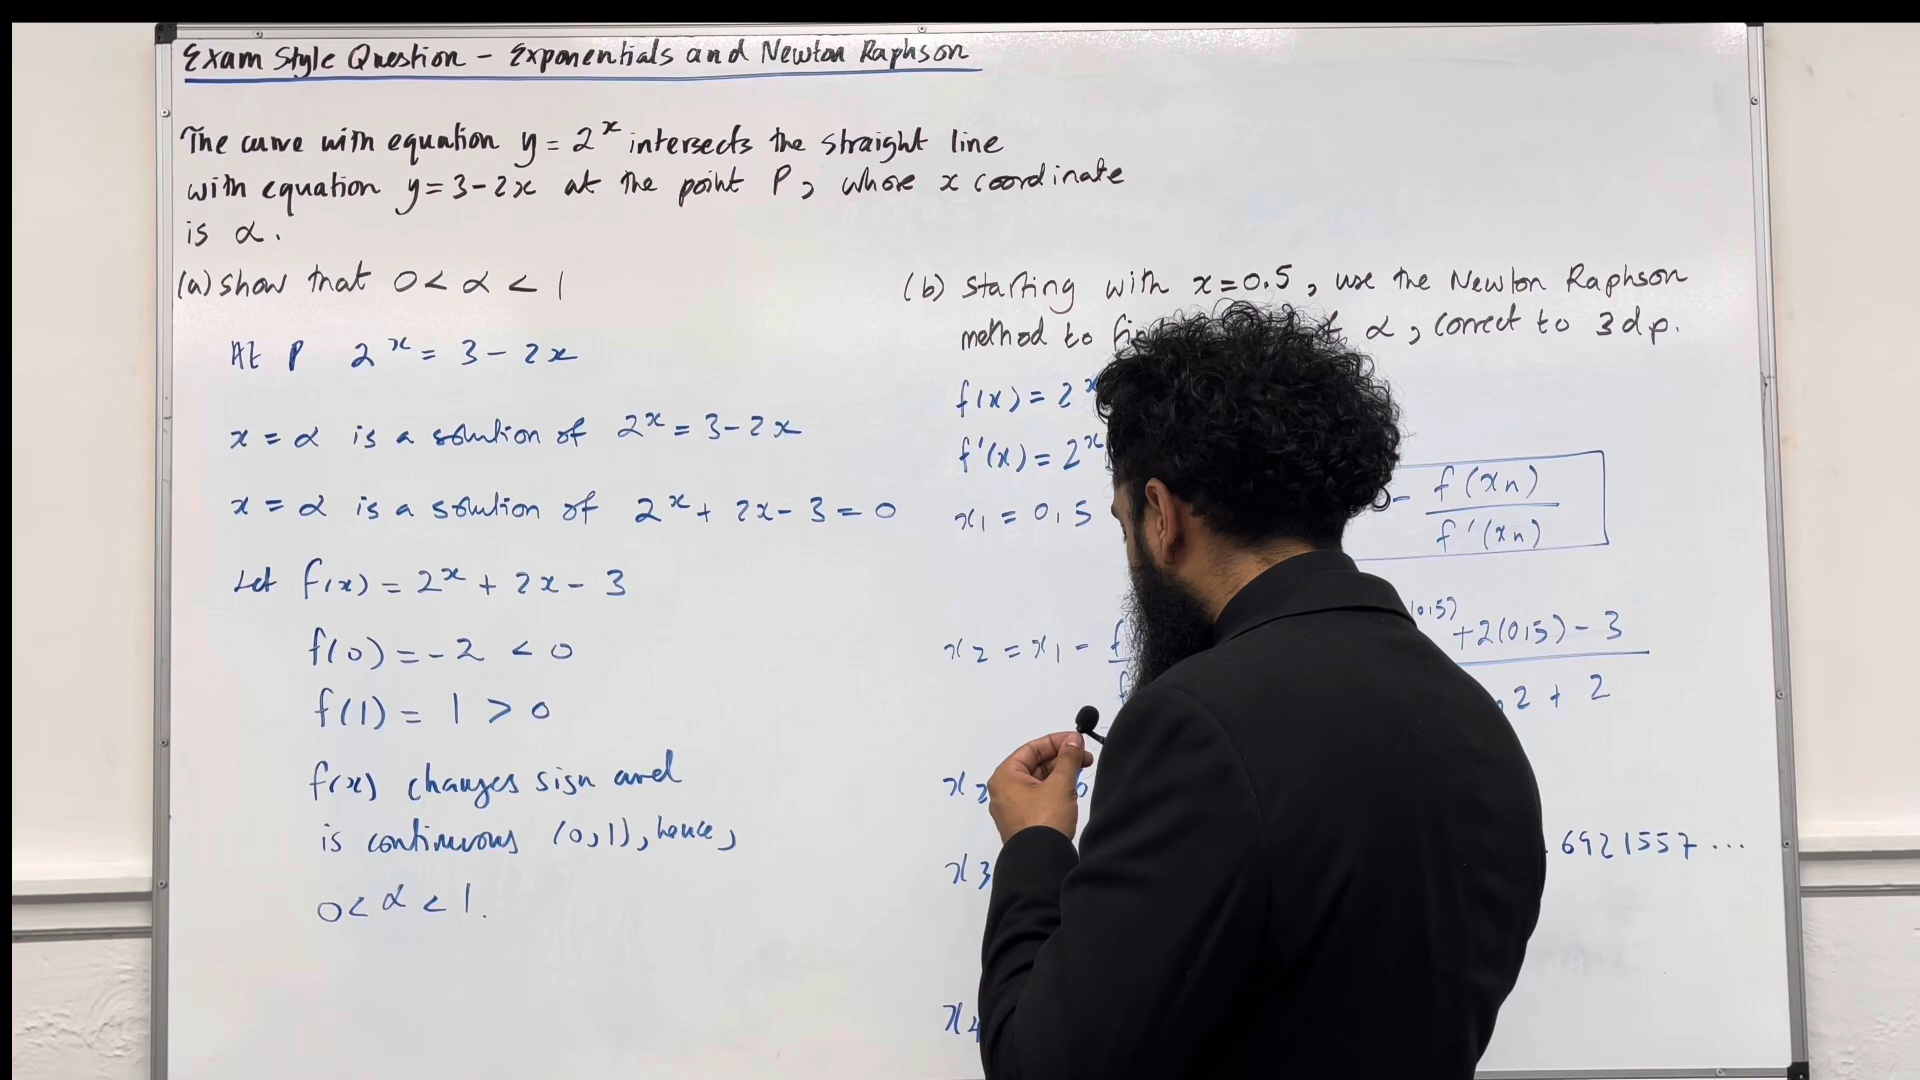 Exam Style Question - Exponentials and Newton Raphson
The curve with equation y = 2^x intersects the straight line
with equation y = 3 - 2x at the point P, whose x coordinate
is α.
(a) Show that 0 < α < 1
At P 2^x = 3 - 2x
x = α is a solution of 2^x = 3 - 2x
x = α is a solution of 2^x + 2x - 3 = 0
Let f(x) = 2^x + 2x - 3
f(0) = -2 < 0
f(1) = 1 > 0
f(x) changes sign and
is continuous (0,1), hence,
0 < α < 1.
(b) Starting with x = 0.5, use the Newton Raphson
method to α, correct to 3 dp.
f(x) = 2^x
f'(x) = 2^x
x₁ = 0.5
- f(xn) / f'(xn)
x₂ = x₁ - f
(0.5) + 2(0.5) - 3
2 + 2
x₃
6921557...
x₄